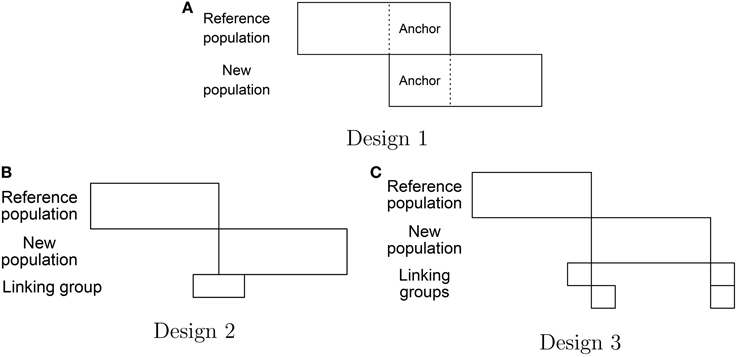 A
Reference
population
Anchor
New
population
Anchor
Design 1
B
Reference
population
New
population
Linking group
Design 2
C
Reference
population
New
population
Linking
groups
Design 3